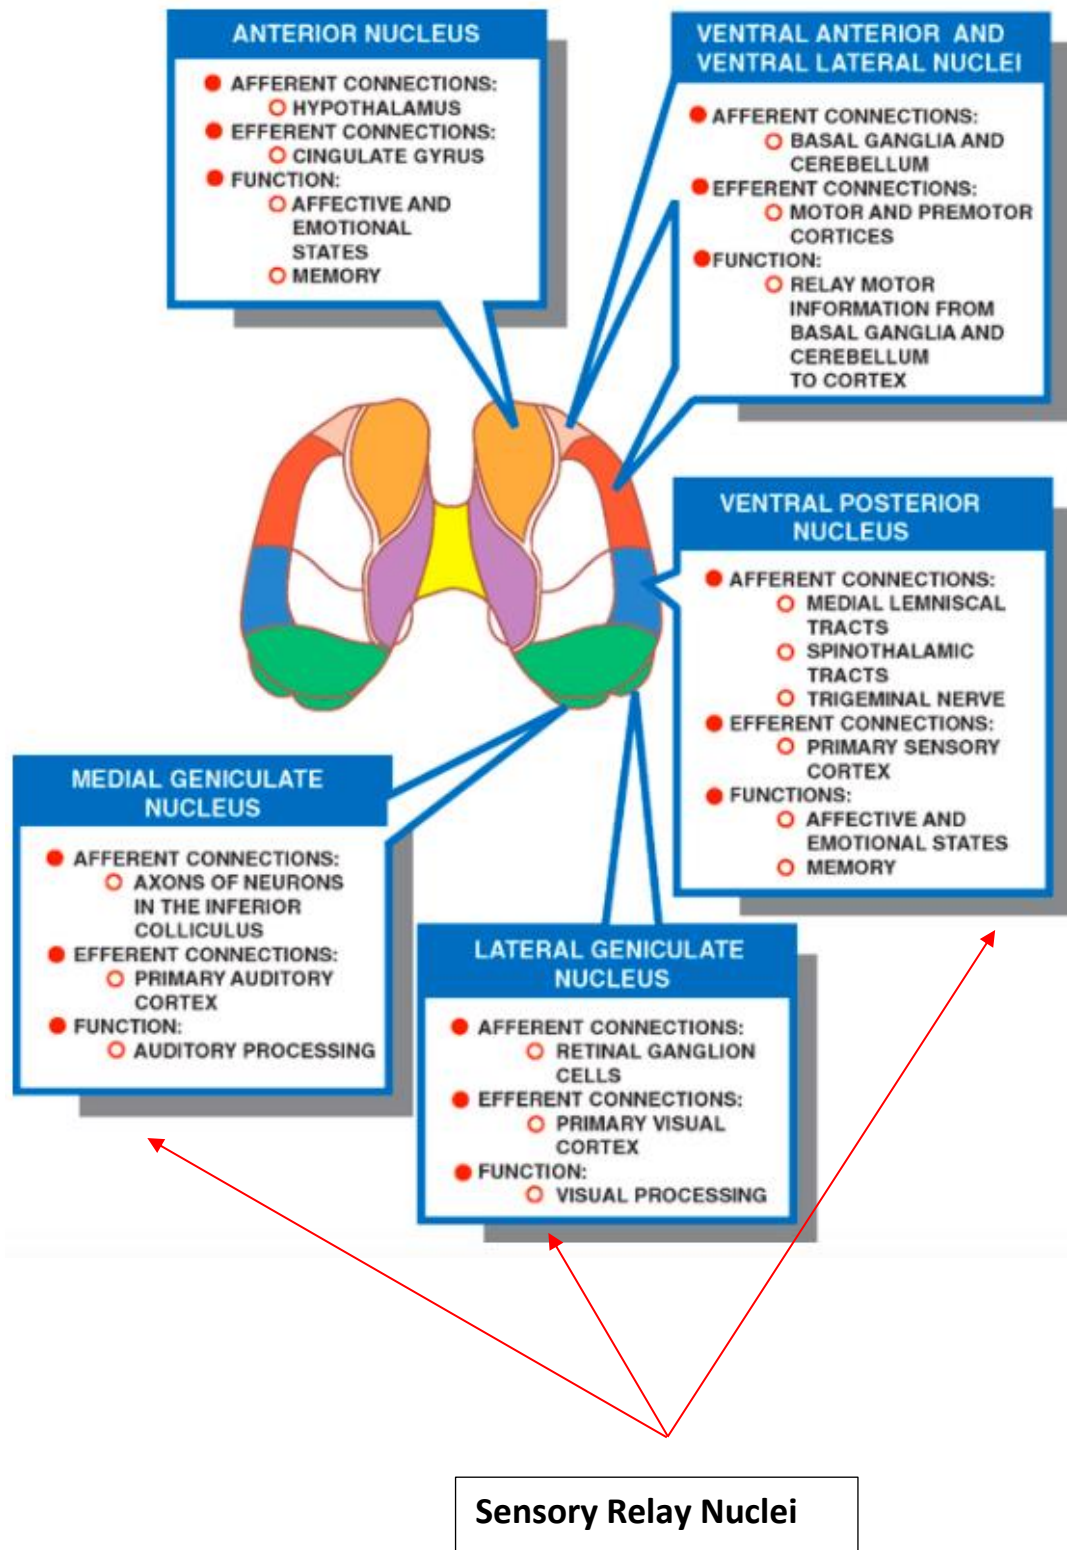 ANTERIOR NUCLEUS
AFFERENT CONNECTIONS:
HYPOTHALAMUS
EFFERENT CONNECTIONS:
CINGULATE GYRUS
FUNCTION:
AFFECTIVE AND
EMOTIONAL
STATES
MEMORY
VENTRAL ANTERIOR AND
VENTRAL LATERAL NUCLEI
AFFERENT CONNECTIONS:
BASAL GANGLIA AND
CEREBELLUM
EFFERENT CONNECTIONS:
MOTOR AND PREMOTOR
CORTICES
FUNCTION:
RELAY MOTOR
INFORMATION FROM
BASAL GANGLIA AND
CEREBELLUM
TO CORTEX
VENTRAL POSTERIOR
NUCLEUS
AFFERENT CONNECTIONS:
MEDIAL LEMNISCAL
TRACTS
SPINOTHALAMIC
TRACTS
TRIGEMINAL NERVE
EFFERENT CONNECTIONS:
PRIMARY SENSORY
CORTEX
FUNCTIONS:
AFFECTIVE AND
EMOTIONAL STATES
MEMORY
MEDIAL GENICULATE
NUCLEUS
AFFERENT CONNECTIONS:
AXONS OF NEURONS
IN THE INFERIOR
COLLICULUS
EFFERENT CONNECTIONS:
PRIMARY AUDITORY
CORTEX
FUNCTION:
AUDITORY PROCESSING
LATERAL GENICULATE
NUCLEUS
AFFERENT CONNECTIONS:
RETINAL GANGLION
CELLS
EFFERENT CONNECTIONS:
PRIMARY VISUAL
CORTEX
FUNCTION:
VISUAL PROCESSING
Sensory Relay Nuclei